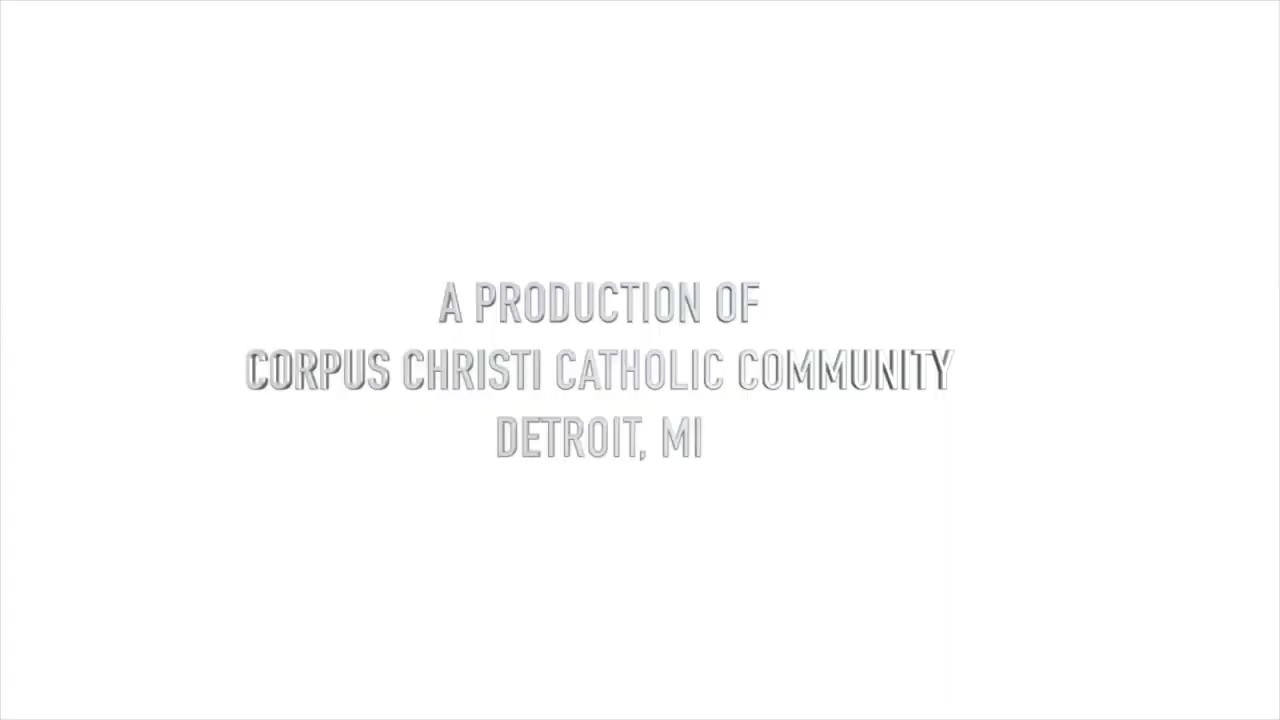 A PRODUCTION OF
CORPUS CHRISTI CATHOLIC COMMUNITY
DETROIT, MI